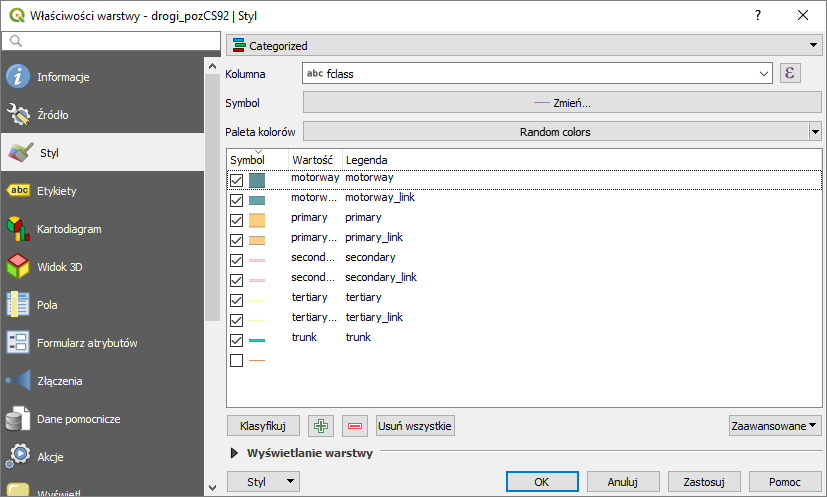 Właściwości warstwy - drogi_pozCS92 | Styl
Informacje
Źródło
Styl
abc Etykiety
Kartodiagram
Widok 3D
Pola
Formularz atrybutów
Złączenia
Dane pomocnicze
Akcje
Wyświetl
Categorized
Kolumna abc fclass ε
Symbol Zmień...
Paleta kolorów Random colors
Symbol Wartość Legenda
motorway motorway
motorw... motorway_link
primary primary
primary... primary_link
second... secondary
second... secondary_link
tertiary tertiary
tertiary... tertiary_link
trunk trunk
Klasyfikuj Usuń wszystkie Zaawansowane
Wyświetlanie warstwy
Styl OK Anuluj Zastosuj Pomoc